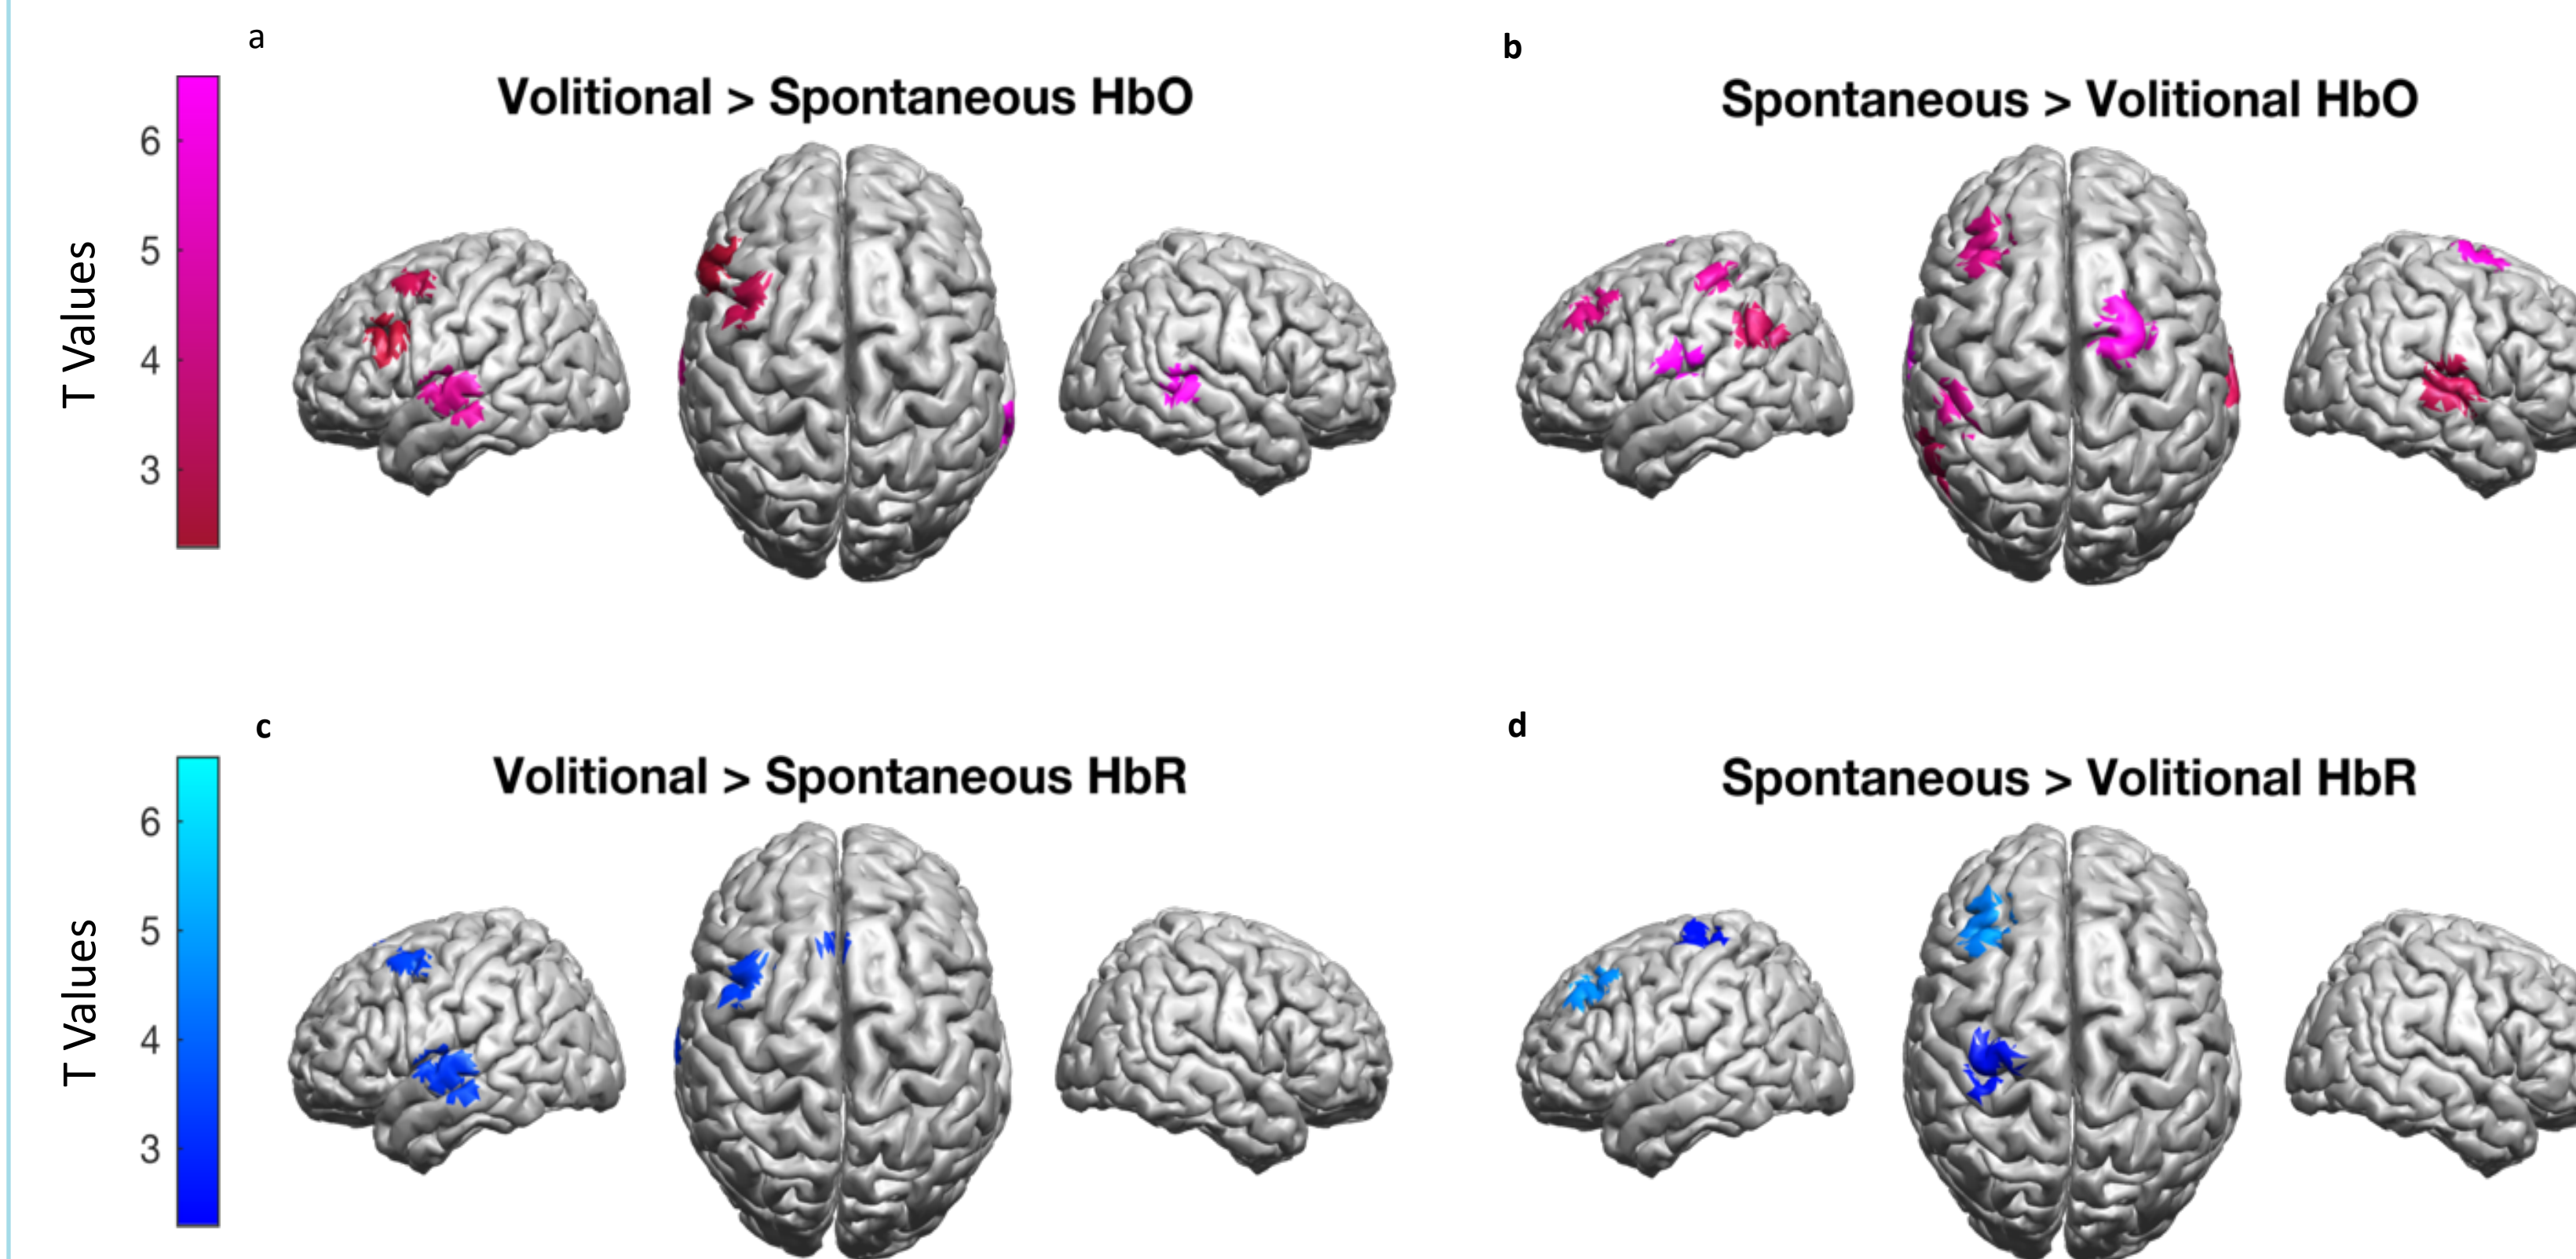 a
Volitional > Spontaneous HbO
T Values
6
5
4
3
b
Spontaneous > Volitional HbO
c
Volitional > Spontaneous HbR
T Values
6
5
4
3
d
Spontaneous > Volitional HbR